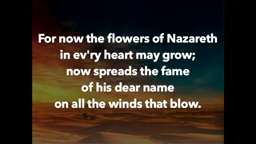 For now the flowers of Nazareth
in ev'ry heart may grow;
now spreads the fame
of his dear name
on all the winds that blow.